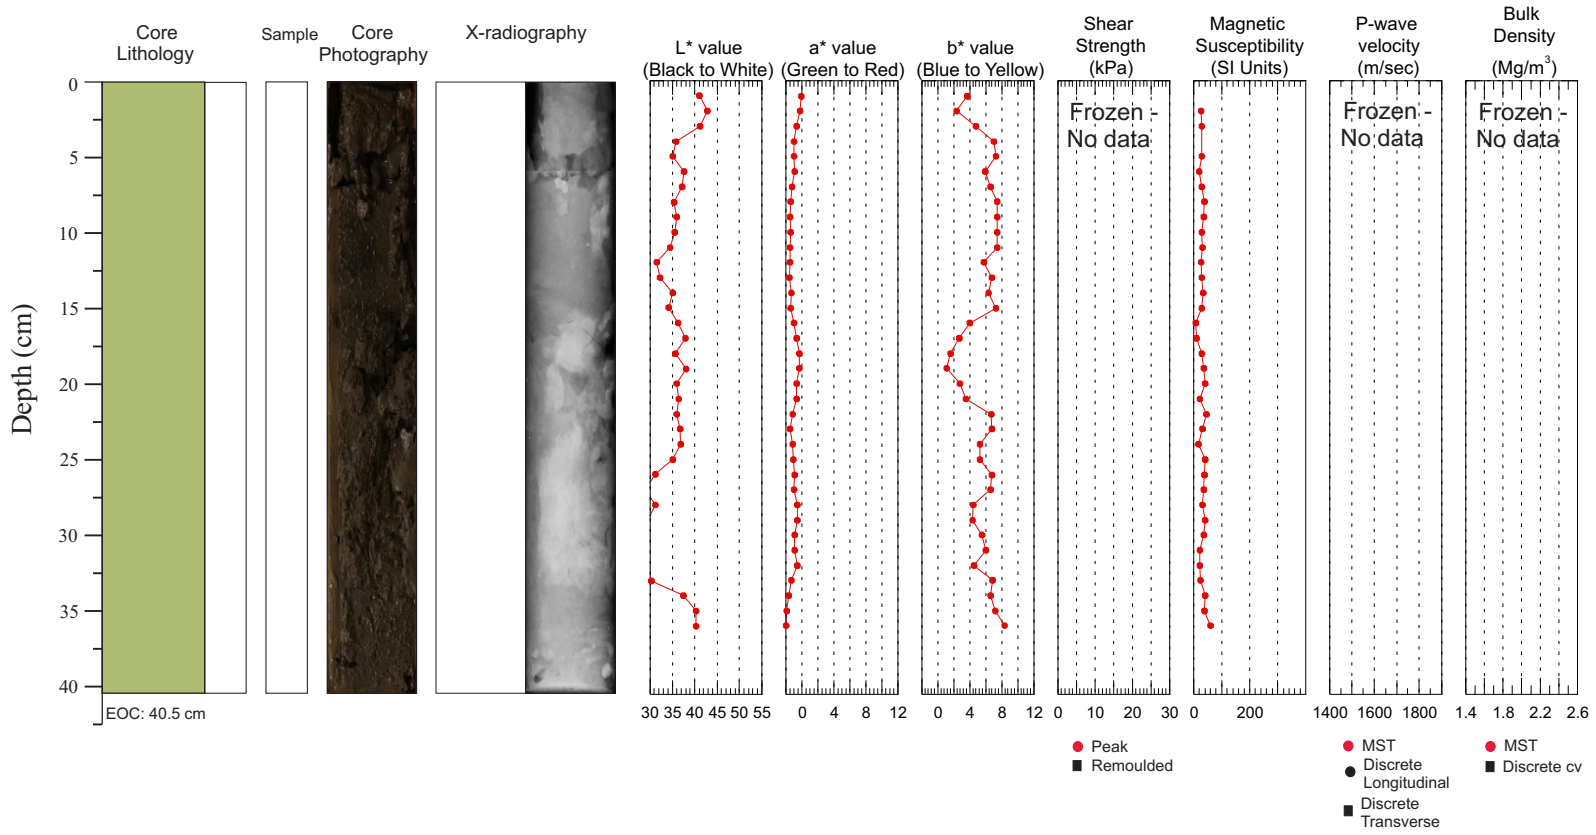 Core
Lithology
Sample
Core
Photography
X-radiography
L* value
(Black to White)
a* value
(Green to Red)
b* value
(Blue to Yellow)
Shear
Strength
(kPa)
Magnetic
Susceptibility
(SI Units)
P-wave
velocity
(m/sec)
Bulk
Density
(Mg/m³)
Depth (cm)
0
5
10
15
20
25
30
35
40
EOC: 40.5 cm
Frozen -
No data
Frozen -
No data
Frozen -
No data
30 35 40 45 50 55
0 4 8 12
0 4 8 12
0 10 20 30
0 200
1400 1600 1800
1.4 1.8 2.2 2.6
Peak
Remoulded
MST
Discrete
Longitudinal
Discrete
Transverse
MST
Discrete cv